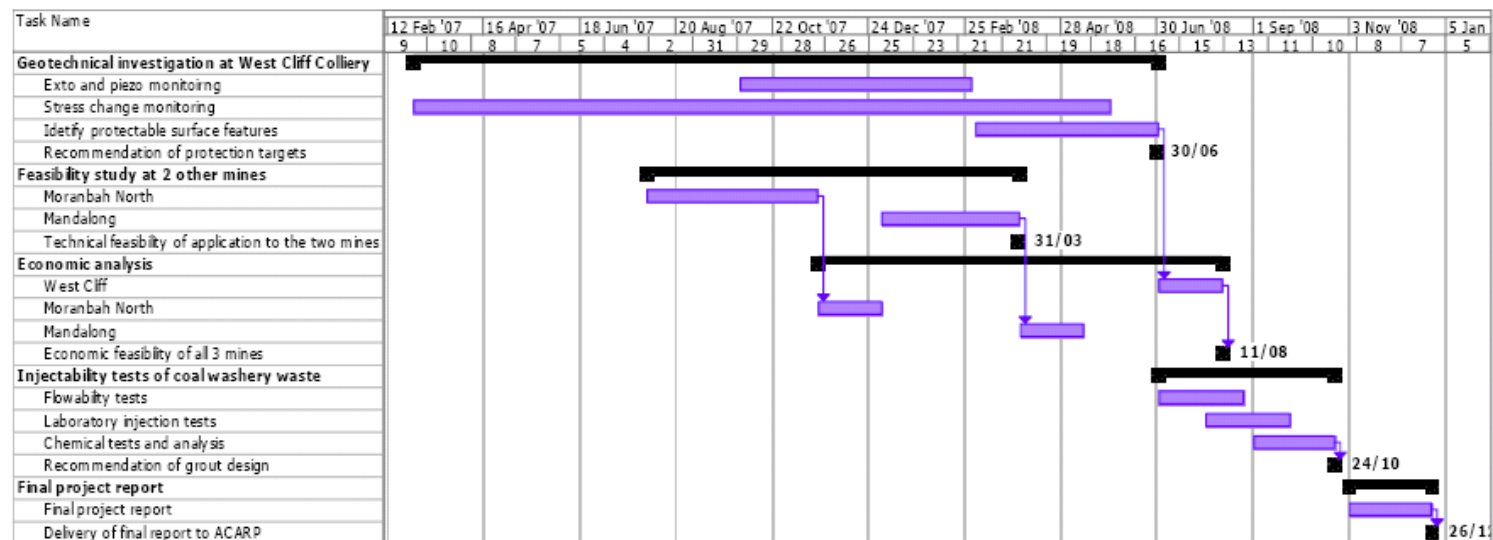 Task Name
12 Feb '07 16 Apr '07 18 Jun '07 20 Aug '07 22 Oct '07 24 Dec '07 25 Feb '08 28 Apr '08 30 Jun '08 1 Sep '08 3 Nov '08 5 Jan
9 10 8 7 5 4 2 31 29 28 26 25 23 21 21 19 18 16 15 13 11 10 8 7 5
Geotechnical investigation at West Cliff Colliery
Exto and piezo monitoirng
Stress change monitoring
Idetify protectable surface features
Recommendation of protection targets 30/06
Feasibility study at 2 other mines
Moranbah North
Mandalong
Technical feasibilty of application to the two mines 31/03
Economic analysis
West Cliff
Moranbah North
Mandalong
Economic feasiblity of all 3 mines 11/08
Injectability tests of coal washery waste
Flowability tests
Laboratory injection tests
Chemical tests and analysis
Recommendation of grout design 24/10
Final project report
Final project report
Delivery of final report to ACARP 26/1